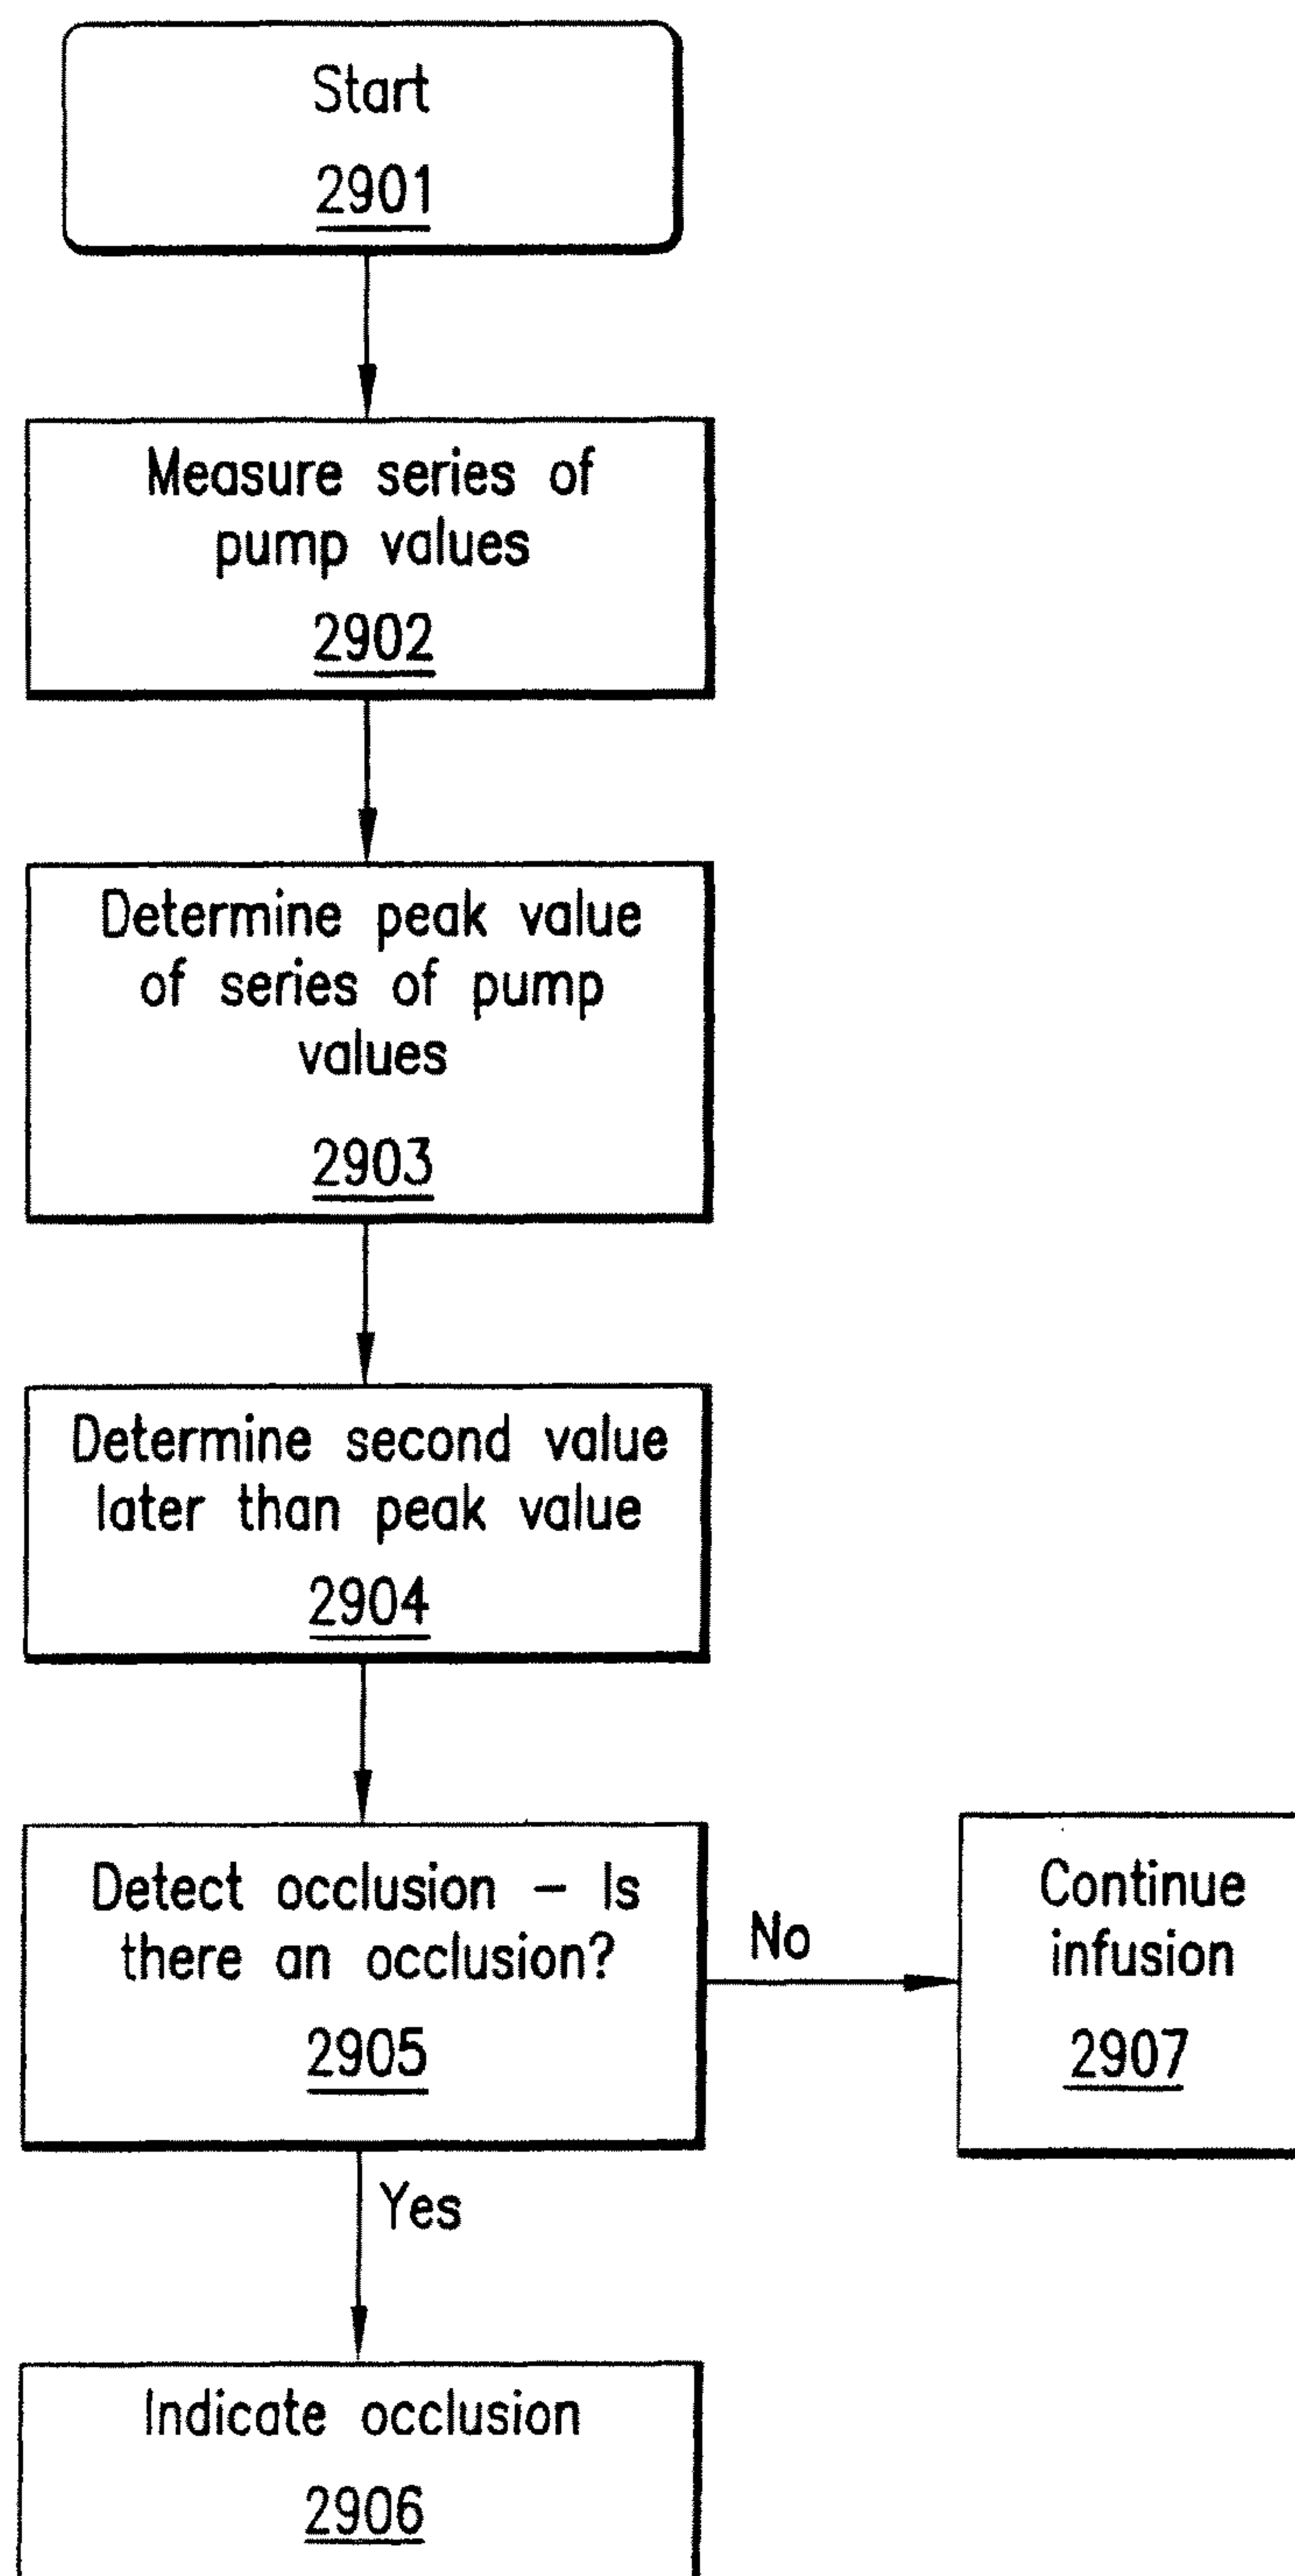 Start
2901
Measure series of
pump values
2902
Determine peak value
of series of pump
values
2903
Determine second value
later than peak value
2904
Detect occlusion – Is
there an occlusion?
2905
No
Continue
infusion
2907
Yes
Indicate occlusion
2906